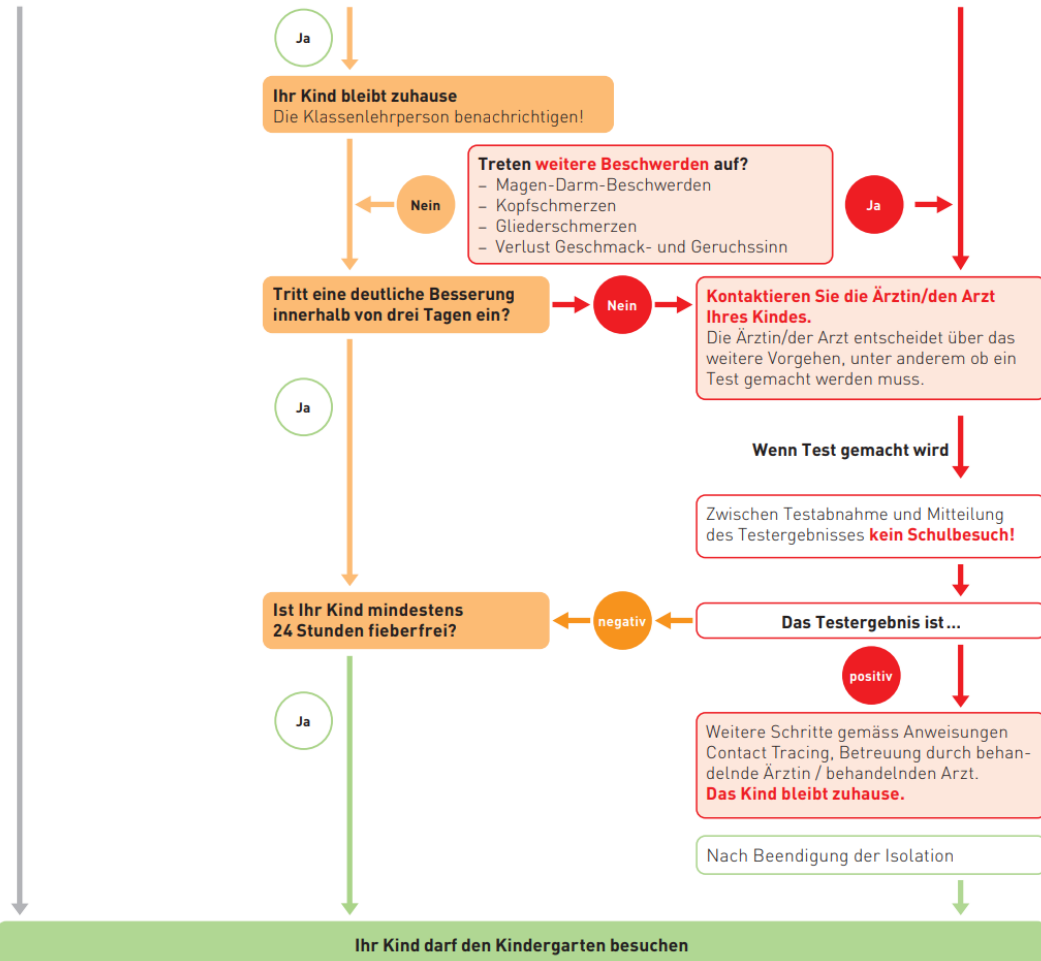 Ja
Ihr Kind bleibt zuhause
Die Klassenlehrperson benachrichtigen!
Treten weitere Beschwerden auf?
– Magen-Darm-Beschwerden
– Kopfschmerzen
– Gliederschmerzen
– Verlust Geschmack- und Geruchssinn
Nein
Ja
Tritt eine deutliche Besserung
innerhalb von drei Tagen ein?
Nein
Kontaktieren Sie die Ärztin/den Arzt
Ihres Kindes.
Die Ärztin/der Arzt entscheidet über das
weitere Vorgehen, unter anderem ob ein
Test gemacht werden muss.
Ja
Wenn Test gemacht wird
Zwischen Testabnahme und Mitteilung
des Testergebnisses kein Schulbesuch!
Ist Ihr Kind mindestens
24 Stunden fieberfrei?
negativ
Das Testergebnis ist ...
positiv
Ja
Weitere Schritte gemäss Anweisungen
Contact Tracing, Betreuung durch behan-
delnde Ärztin / behandelnden Arzt.
Das Kind bleibt zuhause.
Nach Beendigung der Isolation
Ihr Kind darf den Kindergarten besuchen